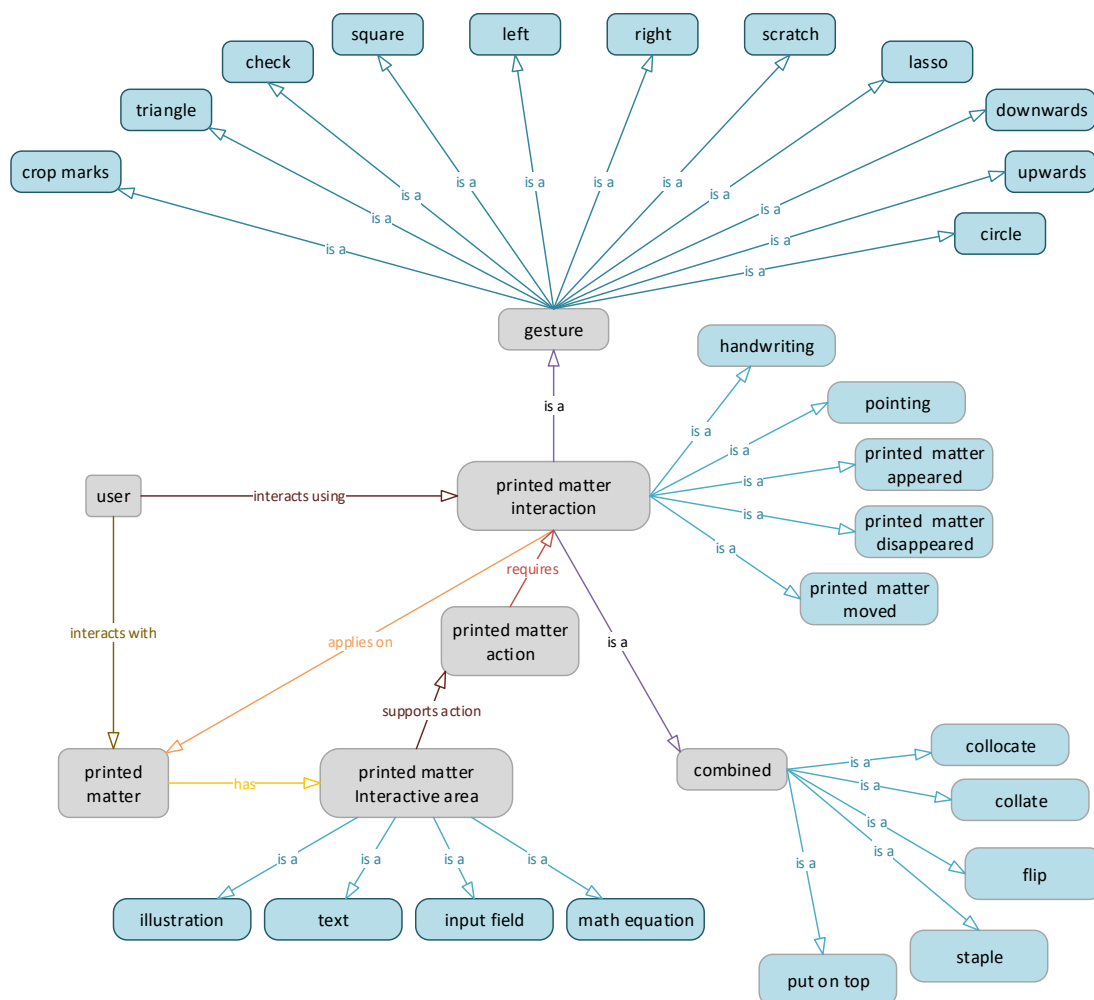 square
left
right
scratch
check
lasso
triangle
downwards
crop marks
upwards
circle
is a
is a
is a
is a
is a
is a
is a
is a
is a
is a
is a
gesture
handwriting
is a
pointing
is a
is a
printed matter
appeared
is a
user
interacts using
printed matter
interaction
is a
printed matter
disappeared
is a
printed matter
moved
requires
interacts with
applies on
printed matter
action
is a
supports action
printed
matter
has
printed matter
Interactive area
combined
collocate
is a
is a
collate
is a
is a
flip
is a
is a
is a
is a
is a
illustration
text
input field
math equation
staple
put on top